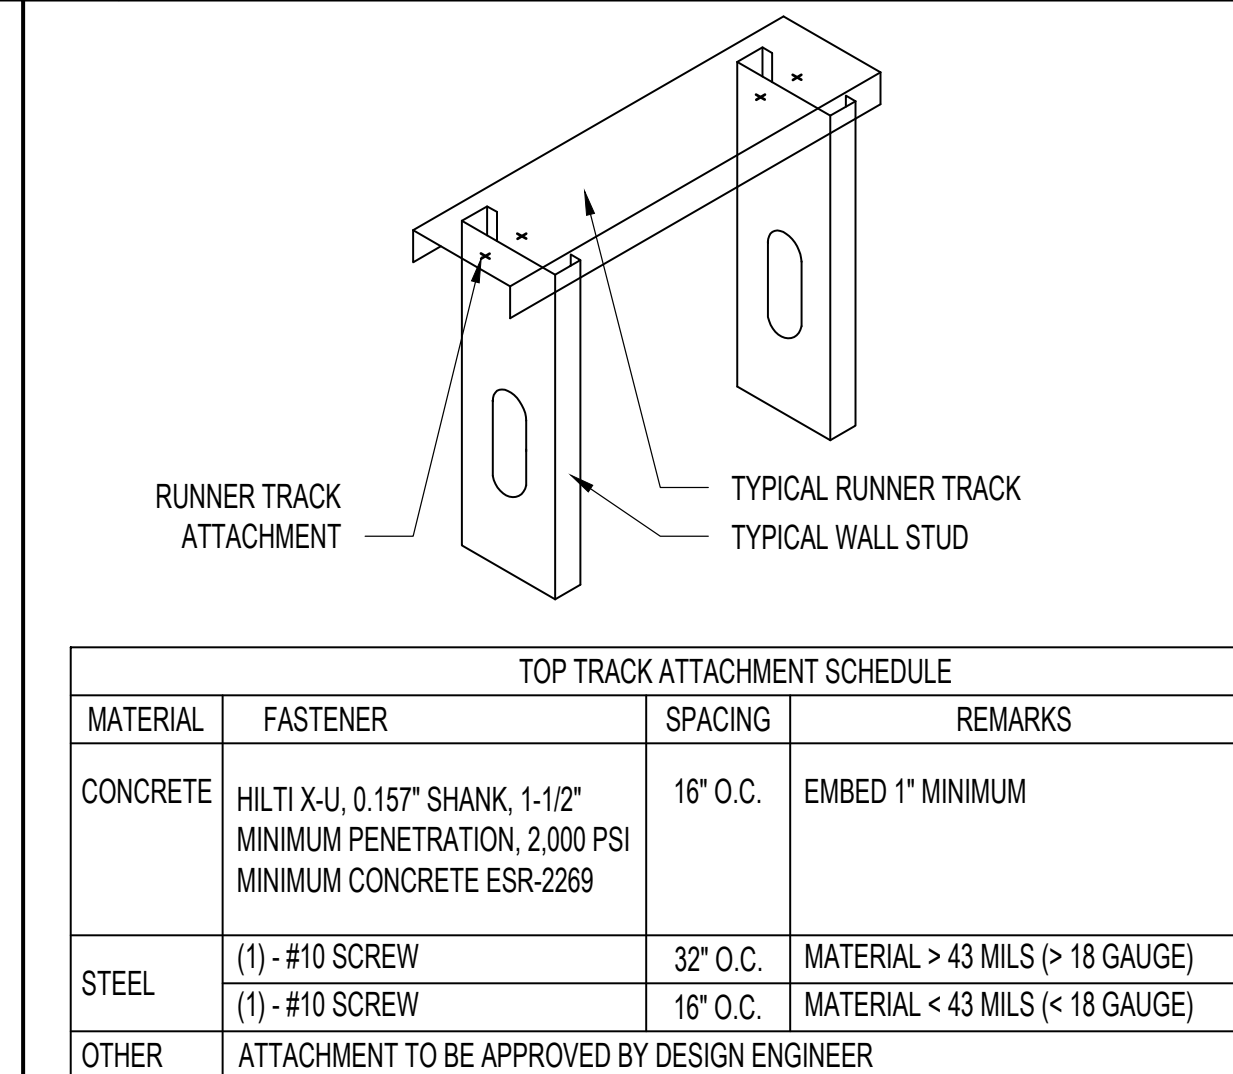 RUNNER TRACK
ATTACHMENT
TYPICAL RUNNER TRACK
TYPICAL WALL STUD
TOP TRACK ATTACHMENT SCHEDULE
MATERIAL FASTENER SPACING REMARKS
CONCRETE HILTI X-U, 0.157" SHANK, 1-1/2" 16" O.C. EMBED 1" MINIMUM
MINIMUM PENETRATION, 2,000 PSI
MINIMUM CONCRETE ESR-2269
STEEL (1) - #10 SCREW 32" O.C. MATERIAL > 43 MILS (> 18 GAUGE)
(1) - #10 SCREW 16" O.C. MATERIAL < 43 MILS (< 18 GAUGE)
OTHER ATTACHMENT TO BE APPROVED BY DESIGN ENGINEER